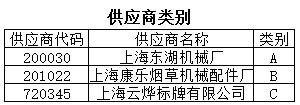 供应商类别
供应商代码 供应商名称 类别
200030 上海东湖机械厂 A
201022 上海康乐烟草机械配件厂 B
720345 上海云烨标牌有限公司 C